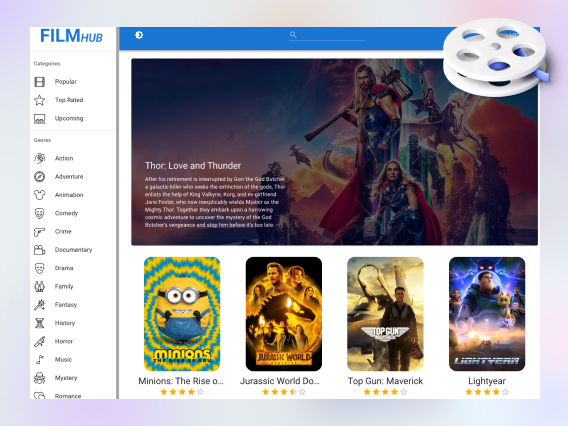 FILMHUB
Categories
Popular
Top Rated
Upcoming
Genres
Action
Adventure
Animation
Comedy
Crime
Documentary
Drama
Family
Fantasy
History
Horror
Music
Mystery
Romance
Thor: Love and Thunder
After his retirement is interrupted by Gorr the God Butcher,
a galactic killer who seeks the extinction of the gods, Thor
enlists the help of King Valkyrie, Korg, and ex-girlfriend
Jane Foster, who now inexplicably wields Mjolnir as the
Mighty Thor. Together they embark upon a harrowing
cosmic adventure to uncover the mystery of the God
Butcher's vengeance and stop him before it's too late.
MINIONS
THE RISE OF GRU
JURASSIC WORLD
TOP GUN
MAVERICK
LIGHTYEAR
Minions: The Rise o...
Jurassic World Do...
Top Gun: Maverick
Lightyear